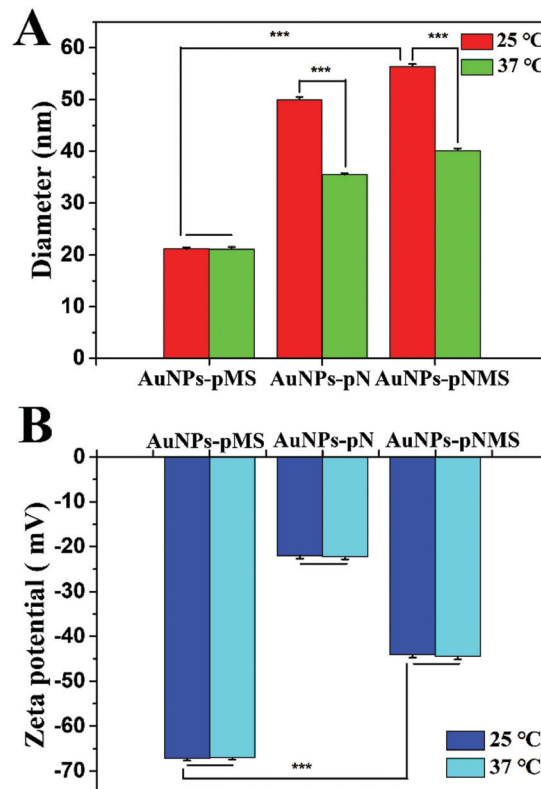 A
***
***
***
25 °C
37 °C
Diameter (nm)
60
50
40
30
20
10
0
AuNPs-pMS AuNPs-pN AuNPs-pNMS
B
AuNPs-pMS AuNPs-pN AuNPs-pNMS
Zeta potential ( mV)
0
-10
-20
-30
-40
-50
-60
-70
25 °C
37 °C
***